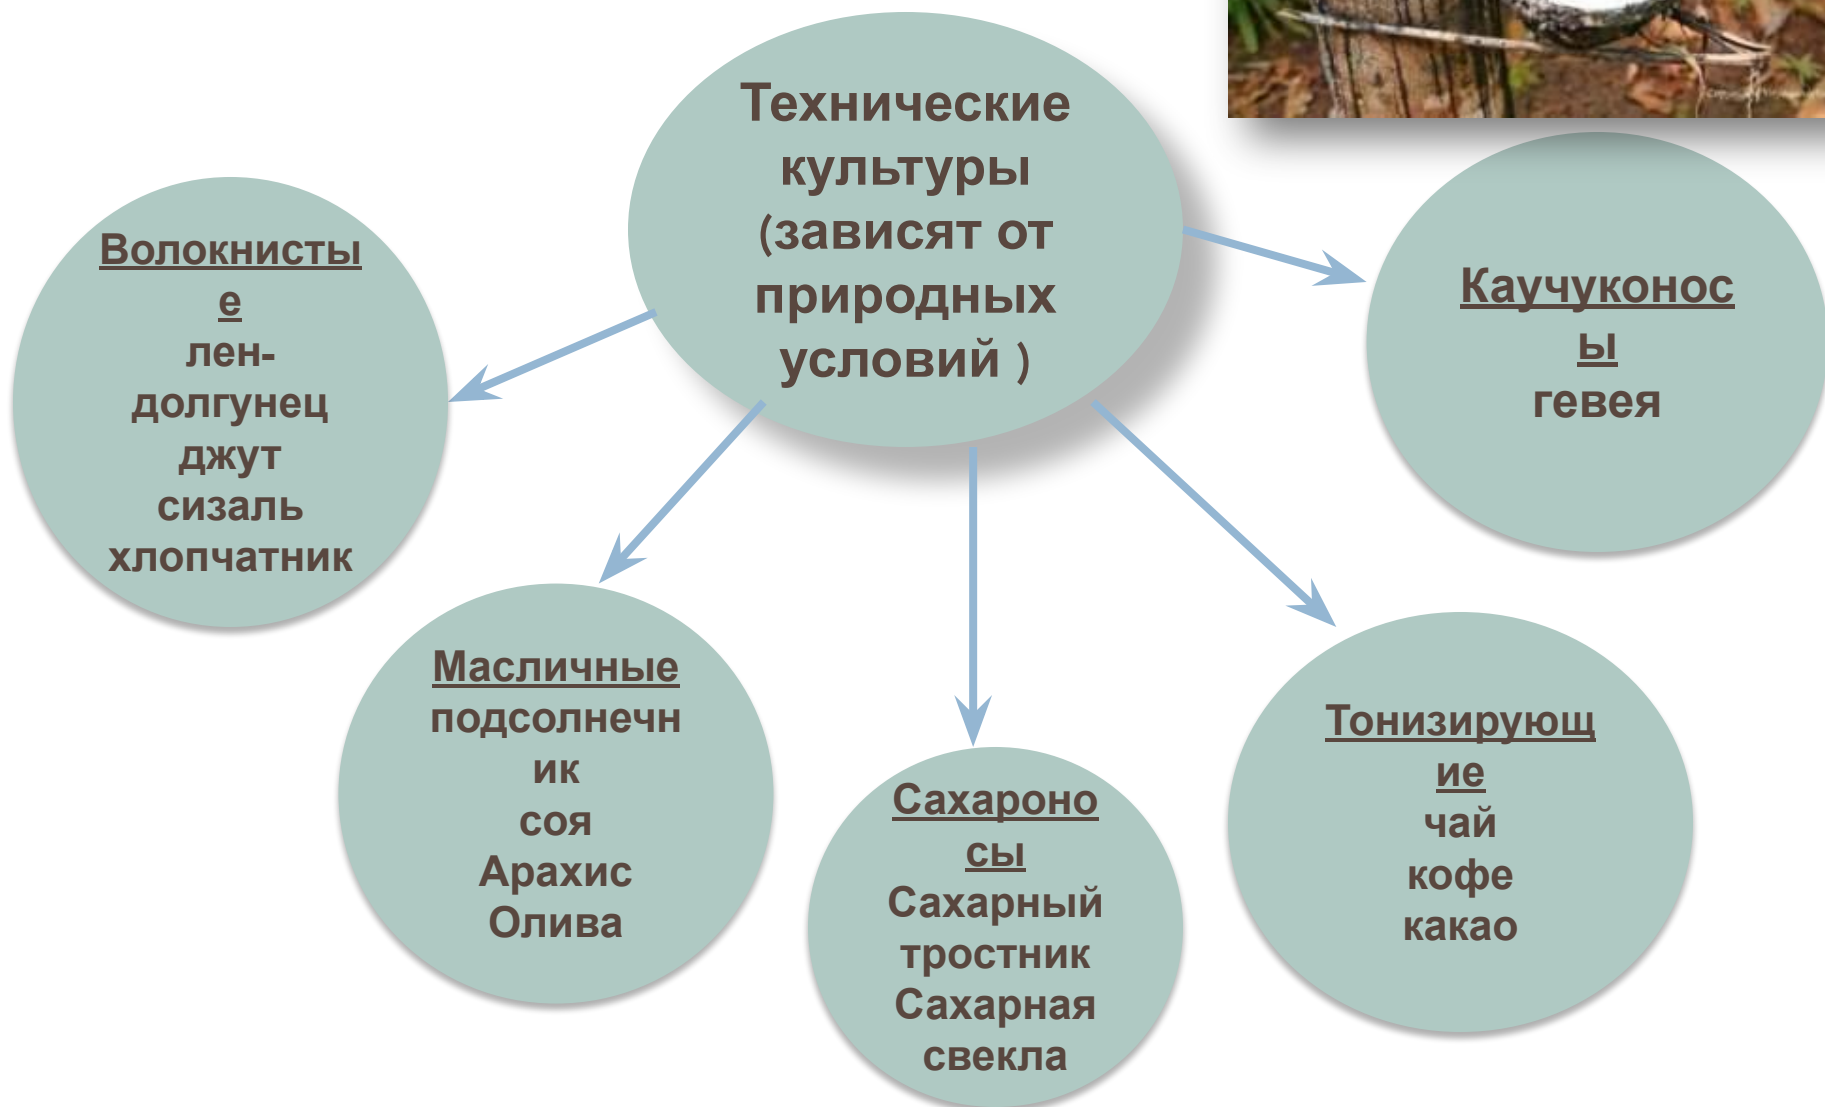 Технические
культуры
(зависят от
природных
условий )
Волокнисты
е
лен-
долгунец
джут
сизаль
хлопчатник
Масличные
подсолнечн
ик
соя
Арахис
Олива
Сахароно
сы
Сахарный
тростник
Сахарная
свекла
Тонизирующ
ие
чай
кофе
какао
Каучуконос
ы
гевея